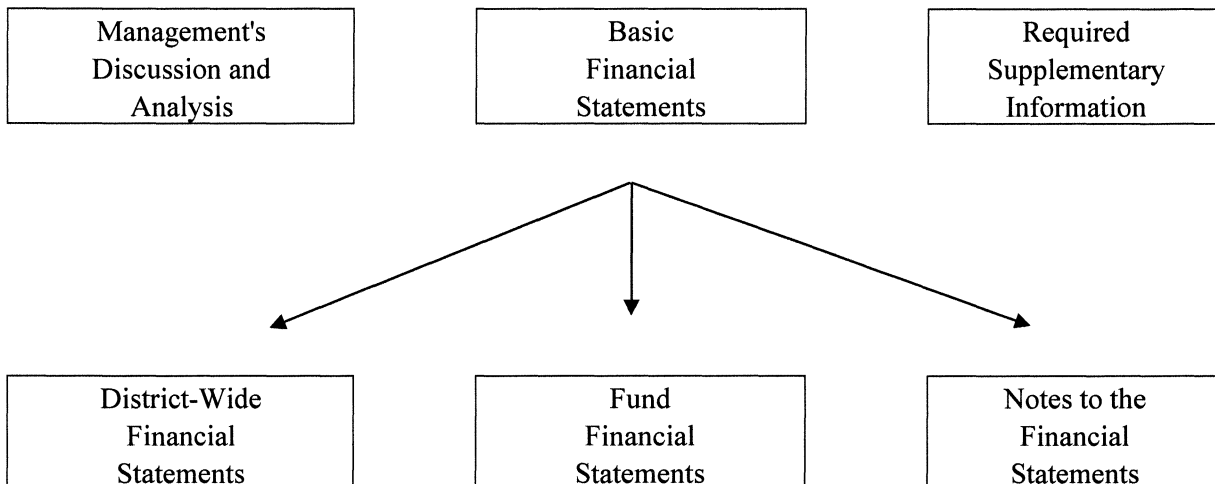 Management's
Discussion and
Analysis
Basic
Financial
Statements
Required
Supplementary
Information
District-Wide
Financial
Statements
Fund
Financial
Statements
Notes to the
Financial
Statements